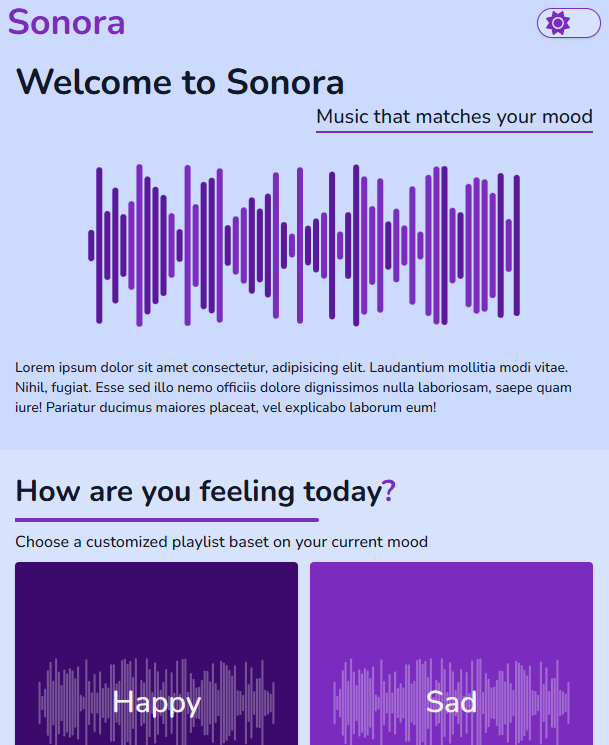 Sonora
Welcome to Sonora
Music that matches your mood
Lorem ipsum dolor sit amet consectetur, adipisicing elit. Laudantium mollitia modi vitae.
Nihil, fugiat. Esse sed illo nemo officiis dolore dignissimos nulla laboriosam, saepe quam
iure! Pariatur ducimus maiores placeat, vel explicabo laborum eum!
How are you feeling today?
Choose a customized playlist baset on your current mood
Happy
Sad